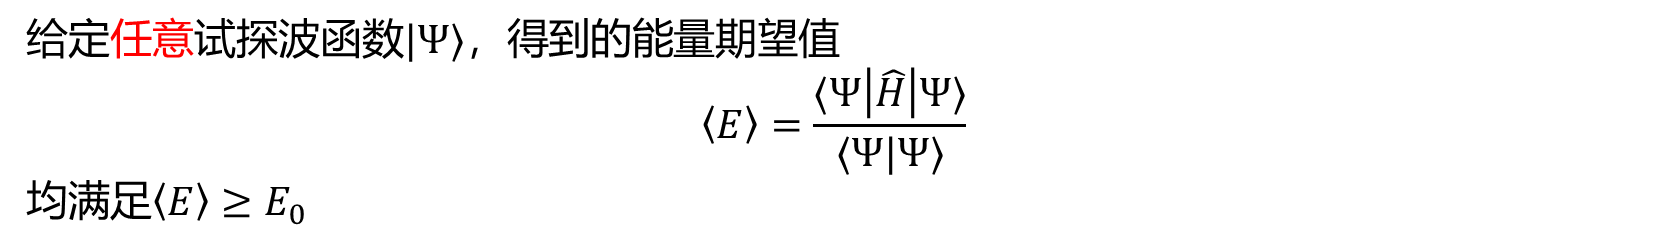 给定任意试探波函数|Ψ⟩，得到的能量期望值
⟨E⟩ = ⟨Ψ|Ĥ|Ψ⟩ / ⟨Ψ|Ψ⟩
均满足⟨E⟩ ≥ E₀